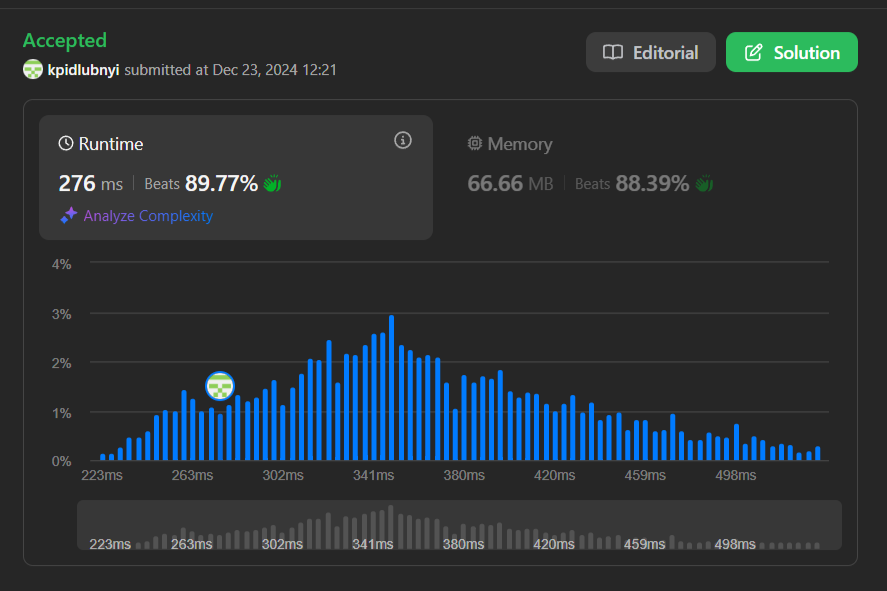 Accepted
kpidlubnyi submitted at Dec 23, 2024 12:21
Editorial
Solution
Runtime
276 ms Beats 89.77%
Analyze Complexity
Memory
66.66 MB Beats 88.39%
4%
3%
2%
1%
0%
223ms 263ms 302ms 341ms 380ms 420ms 459ms 498ms
223ms 263ms 302ms 341ms 380ms 420ms 459ms 498ms